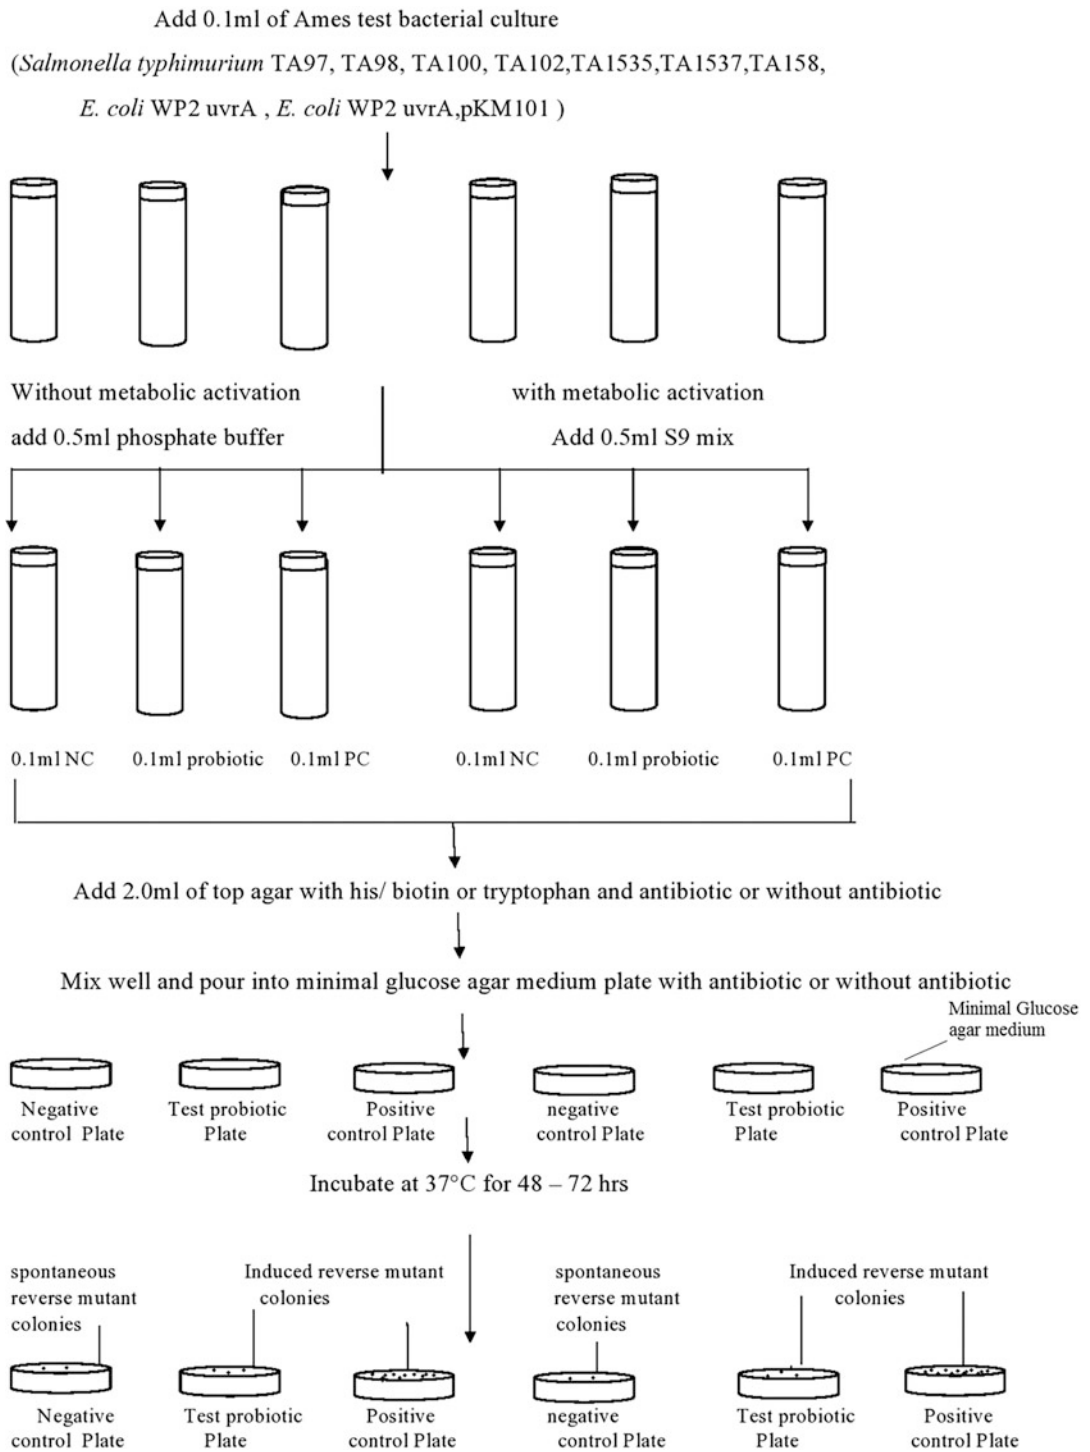 Add 0.1ml of Ames test bacterial culture
(Salmonella typhimurium TA97, TA98, TA100, TA102,TA1535,TA1537,TA158,
E. coli WP2 uvrA , E. coli WP2 uvrA,pKM101 )
Without metabolic activation
add 0.5ml phosphate buffer
with metabolic activation
Add 0.5ml S9 mix
0.1ml NC
0.1ml probiotic
0.1ml PC
0.1ml NC
0.1ml probiotic
0.1ml PC
Add 2.0ml of top agar with his/ biotin or tryptophan and antibiotic or without antibiotic
Mix well and pour into minimal glucose agar medium plate with antibiotic or without antibiotic
Minimal Glucose
agar medium
Negative
control Plate
Test probiotic
Plate
Positive
control Plate
negative
control Plate
Test probiotic
Plate
Positive
control Plate
Incubate at 37°C for 48 – 72 hrs
spontaneous
reverse mutant
colonies
Induced reverse mutant
colonies
spontaneous
reverse mutant
colonies
Induced reverse mutant
colonies
Negative
control Plate
Test probiotic
Plate
Positive
control Plate
negative
control Plate
Test probiotic
Plate
Positive
control Plate